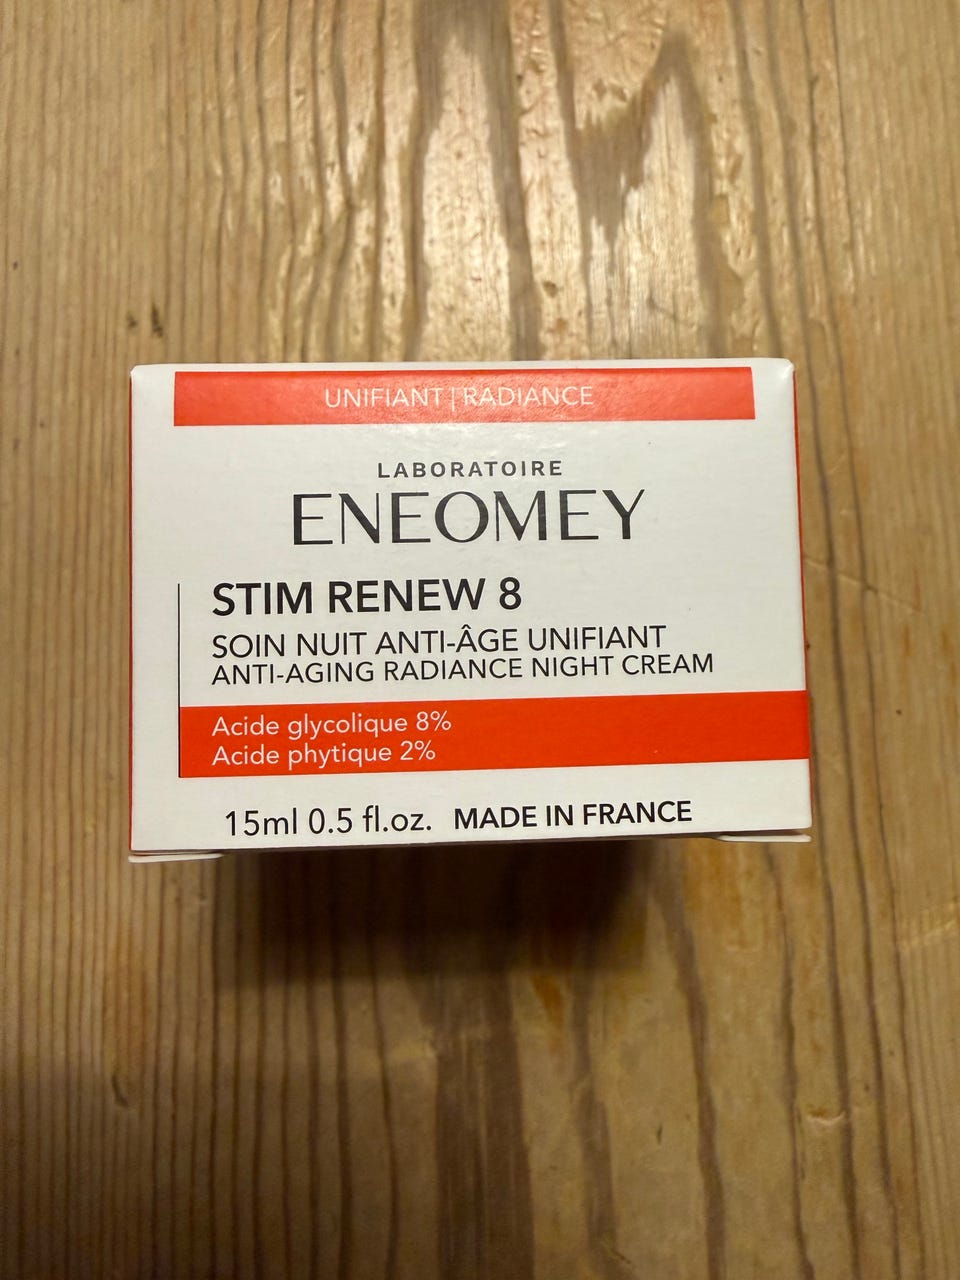 UNIFIANT | RADIANCE
LABORATOIRE
ENEOMEY
STIM RENEW 8
SOIN NUIT ANTI-ÂGE UNIFIANT
ANTI-AGING RADIANCE NIGHT CREAM
Acide glycolique 8%
Acide phytique 2%
15ml 0.5 fl.oz. MADE IN FRANCE